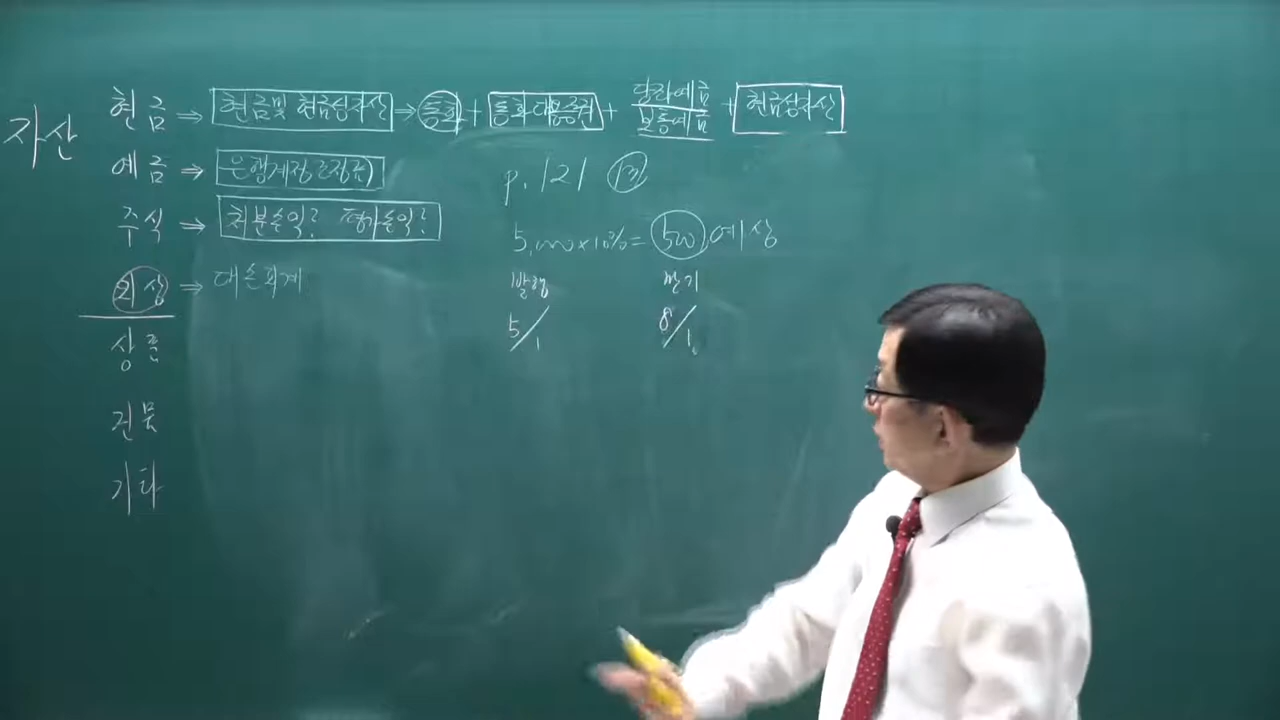 자산
현금 ⇒ 현금및 현금성자산 ⇒ 통화 + 통화대용증권 + 당좌예금 보통예금 + 현금성자산
예금 ⇒ 은행계정조정표)
주식 ⇒ 처분손익? 평가손익?
외상 ⇒ 대손회계
상품
건물
기타
p. 121 13
5,000 × 10% = 500 예상
발행 만기
5/1 8/1